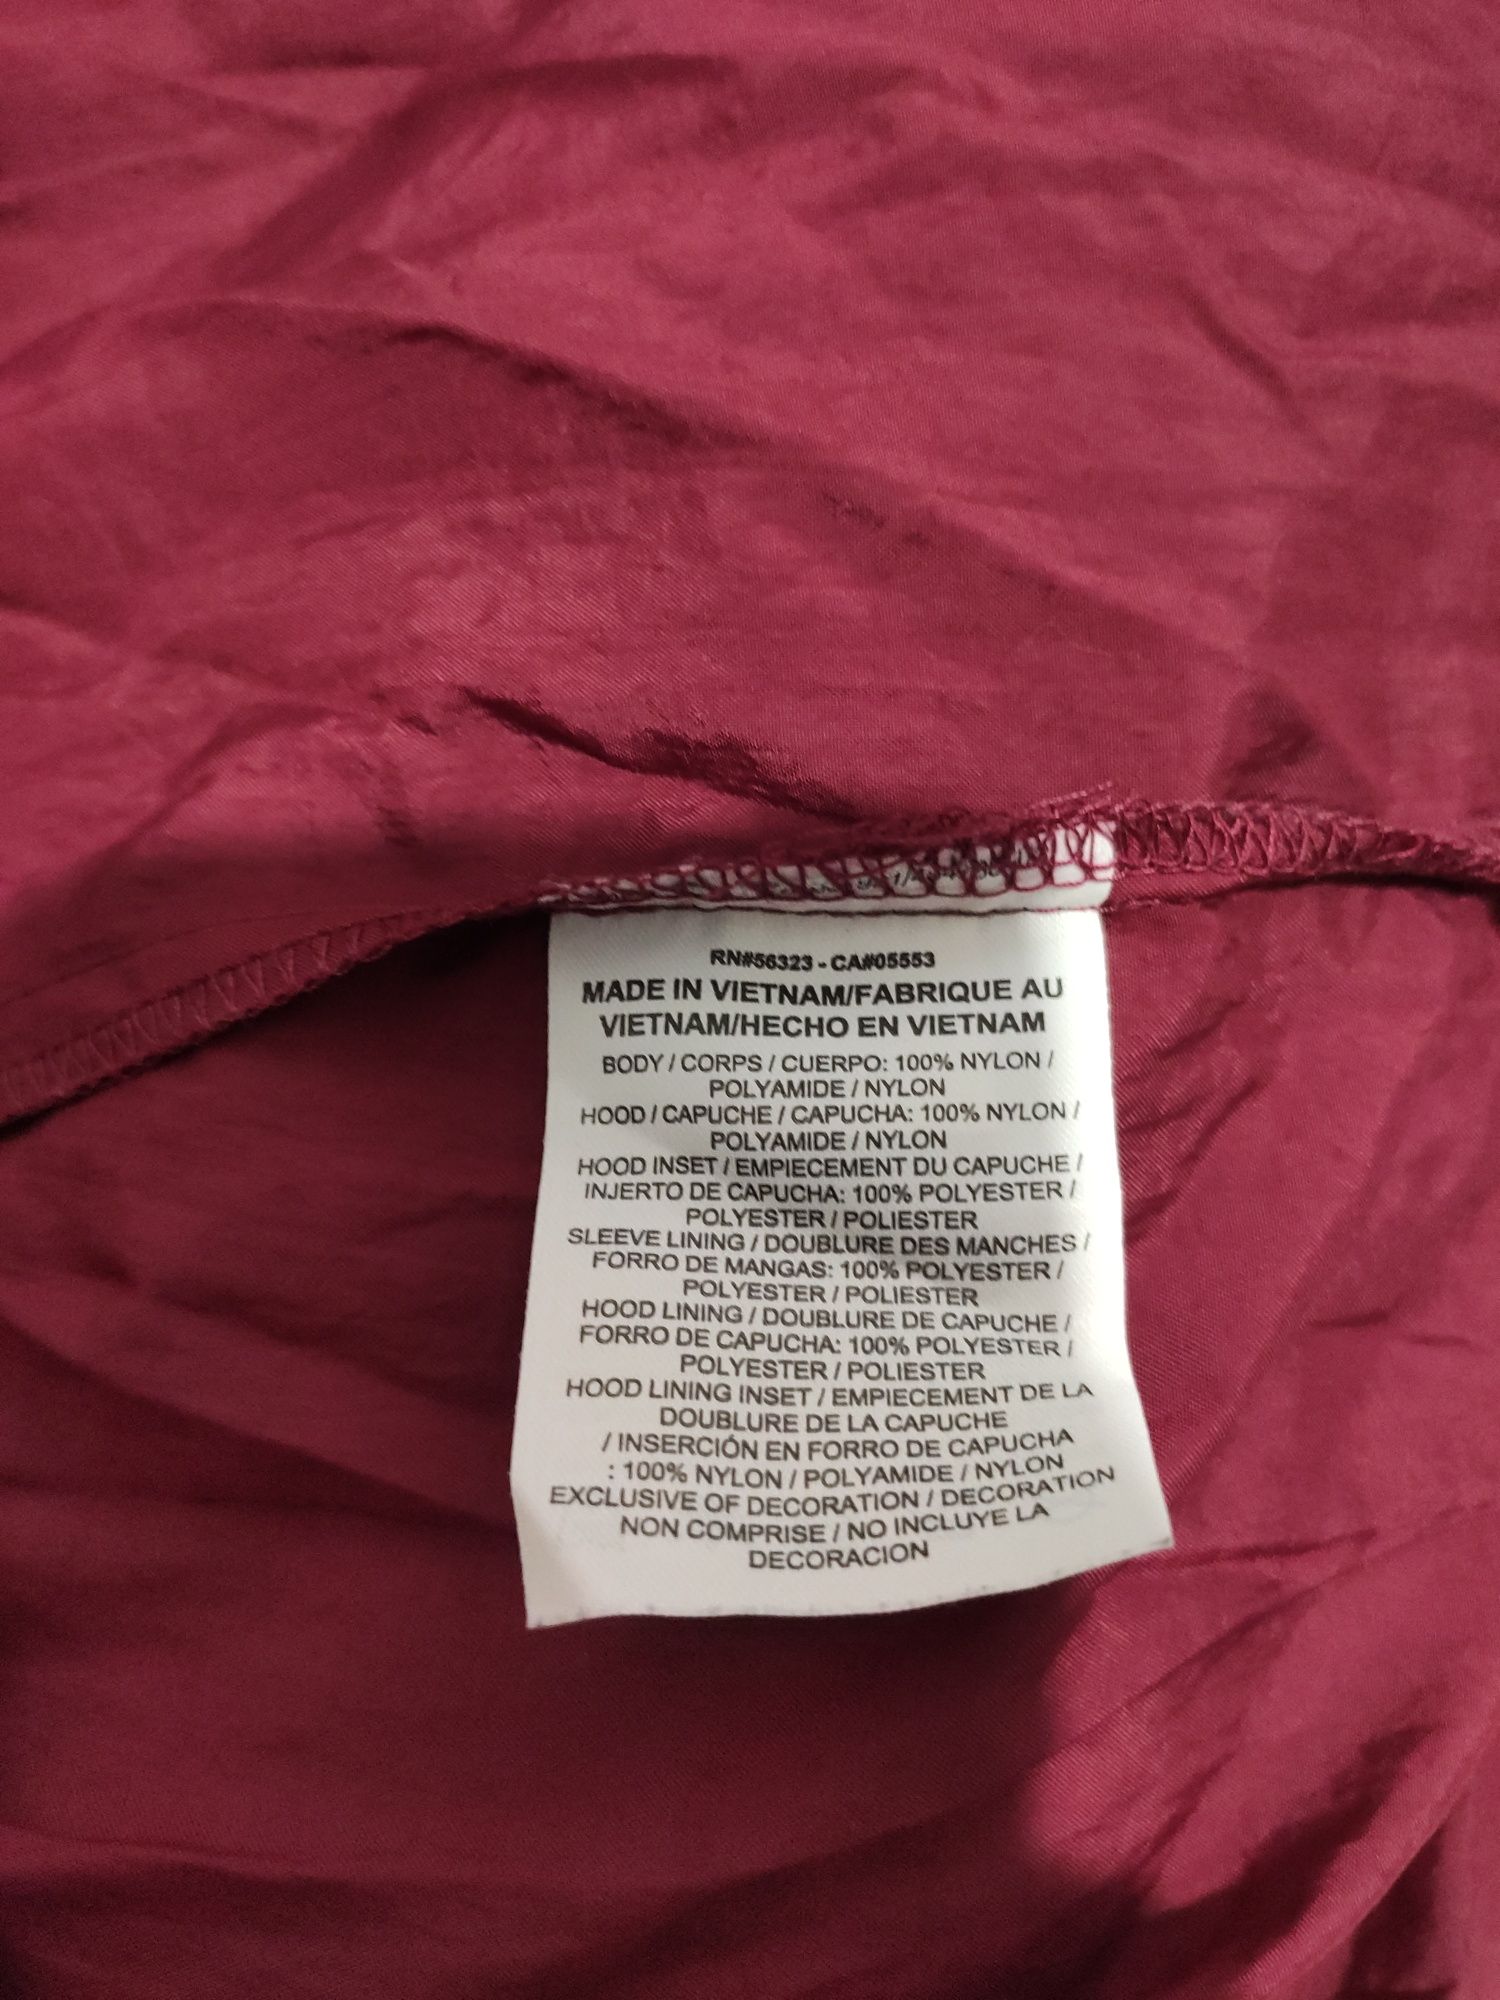 RN#56323 - CA#05553
MADE IN VIETNAM/FABRIQUE AU
VIETNAM/HECHO EN VIETNAM
BODY / CORPS / CUERPO: 100% NYLON /
POLYAMIDE / NYLON
HOOD / CAPUCHE / CAPUCHA: 100% NYLON /
POLYAMIDE / NYLON
HOOD INSET / EMPIECEMENT DU CAPUCHE /
INJERTO DE CAPUCHA: 100% POLYESTER /
POLYESTER / POLIESTER
SLEEVE LINING / DOUBLURE DES MANCHES /
FORRO DE MANGAS: 100% POLYESTER /
POLYESTER / POLIESTER
HOOD LINING / DOUBLURE DE CAPUCHE /
FORRO DE CAPUCHA: 100% POLYESTER /
POLYESTER / POLIESTER
HOOD LINING INSET / EMPIECEMENT DE LA
DOUBLURE DE LA CAPUCHE
/ INSERCIÓN EN FORRO DE CAPUCHA
: 100% NYLON / POLYAMIDE / NYLON
EXCLUSIVE OF DECORATION / DECORATION
NON COMPRISE / NO INCLUYE LA
DECORACION